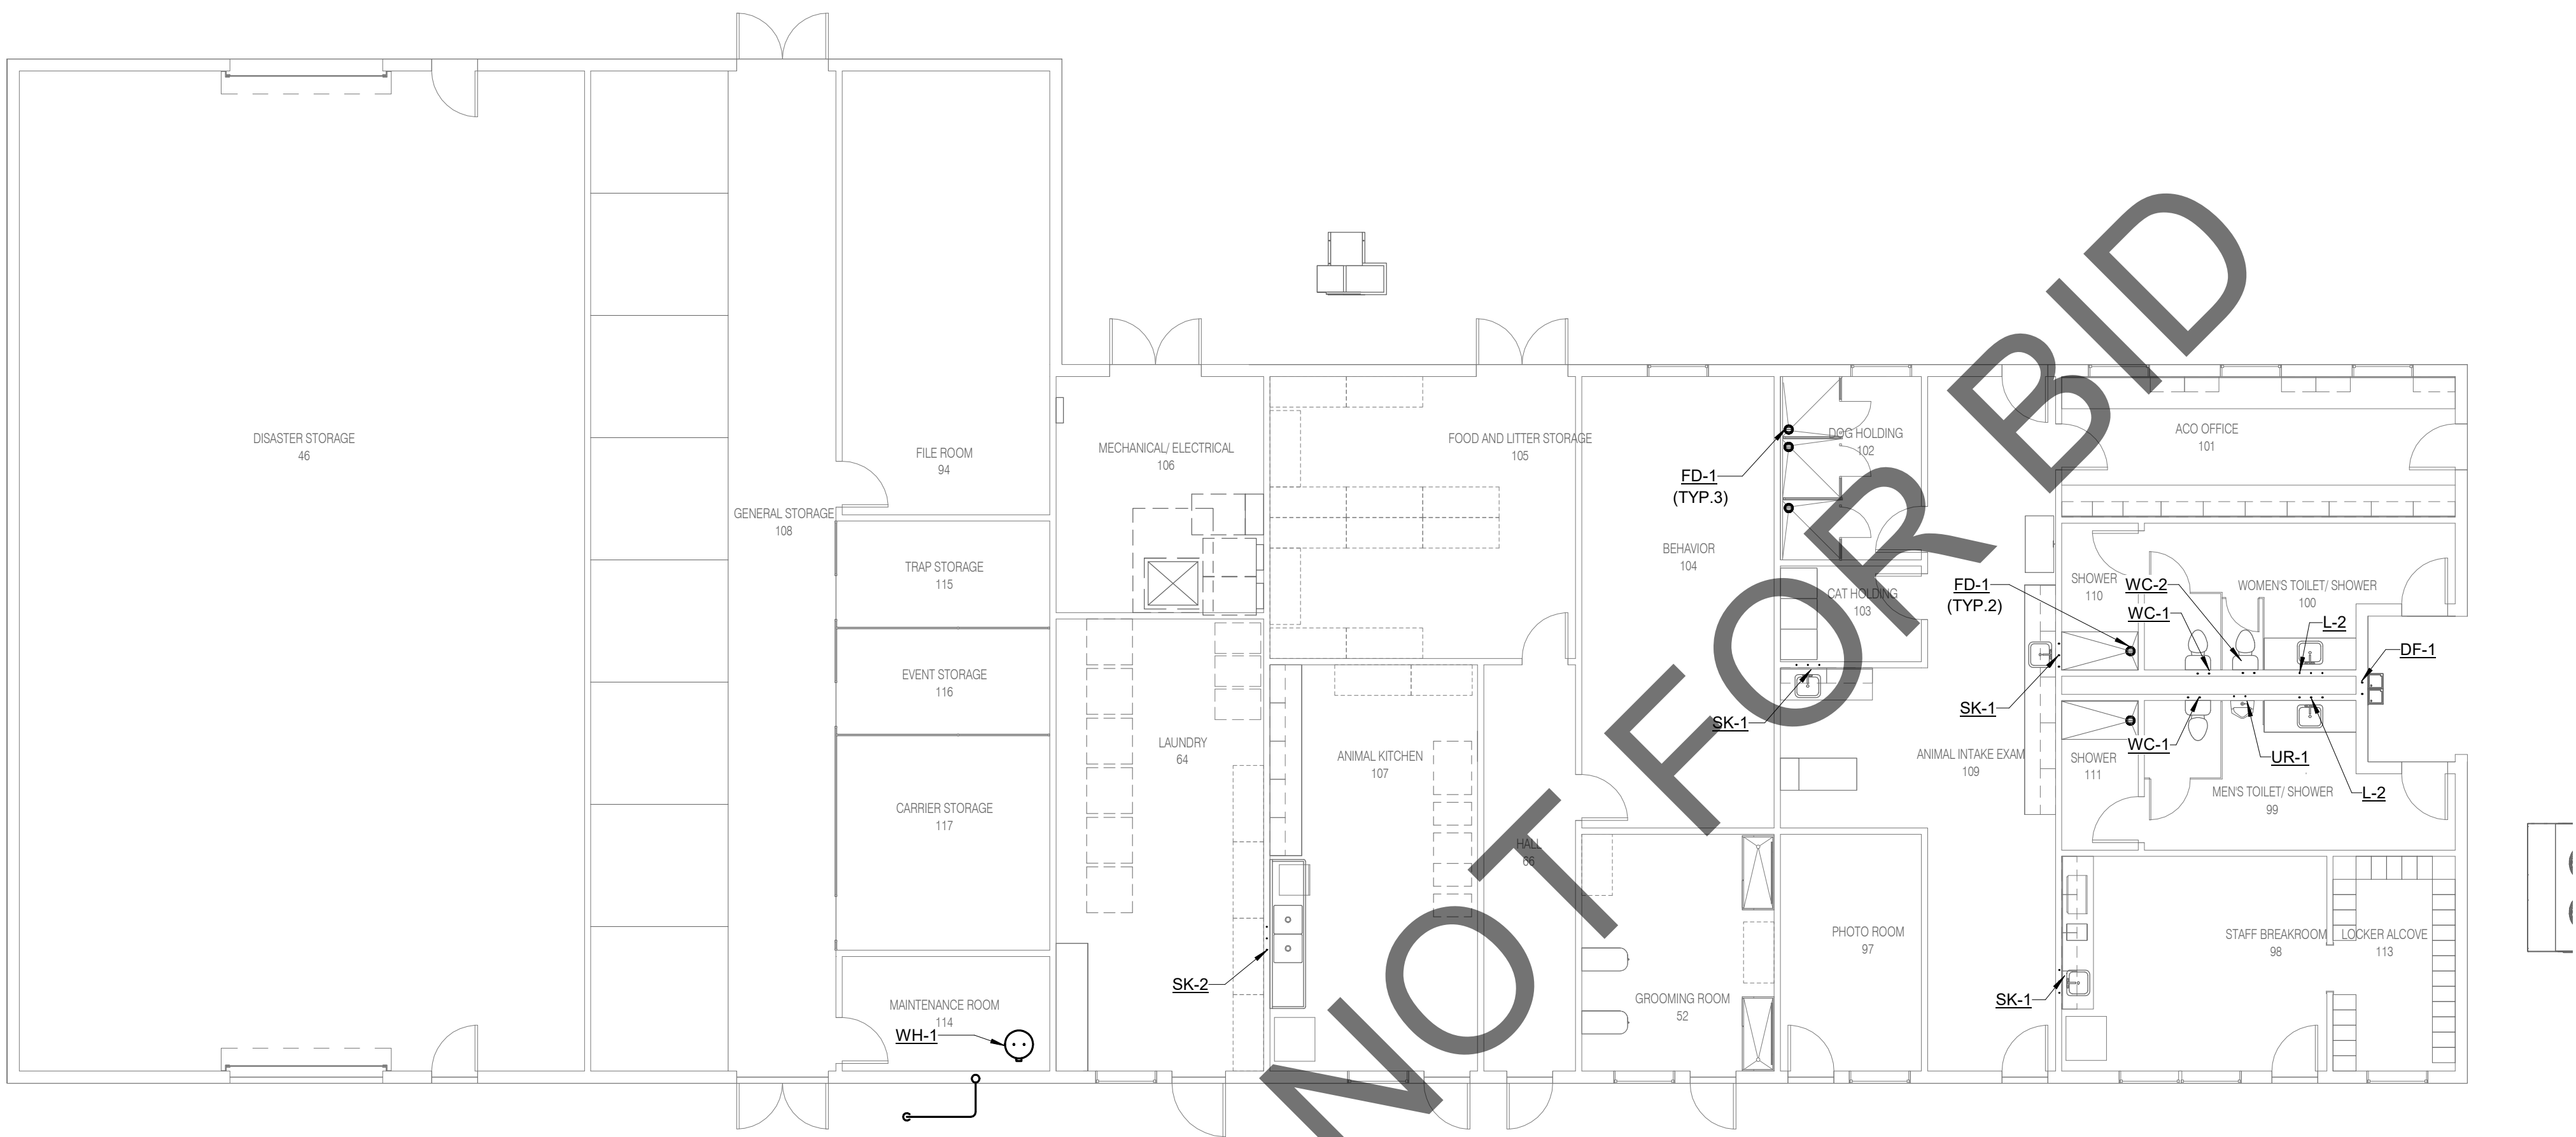 DISASTER STORAGE
46
GENERAL STORAGE
108
FILE ROOM
94
TRAP STORAGE
115
EVENT STORAGE
116
CARRIER STORAGE
117
MAINTENANCE ROOM
114
WH-1
MECHANICAL/ ELECTRICAL
106
LAUNDRY
64
SK-2
FOOD AND LITTER STORAGE
105
ANIMAL KITCHEN
107
HALL
66
BEHAVIOR
104
GROOMING ROOM
52
FD-1
(TYP.3)
DOG HOLDING
102
CAT HOLDING
103
SK-1
PHOTO ROOM
97
ANIMAL INTAKE EXAM
109
FD-1
(TYP.2)
SK-1
ACO OFFICE
101
SHOWER
110
WC-2
WC-1
WOMEN'S TOILET/ SHOWER
100
L-2
DF-1
SHOWER
111
WC-1
UR-1
L-2
MEN'S TOILET/ SHOWER
99
STAFF BREAKROOM
98
LOCKER ALCOVE
113
SK-1
NOT FOR BID